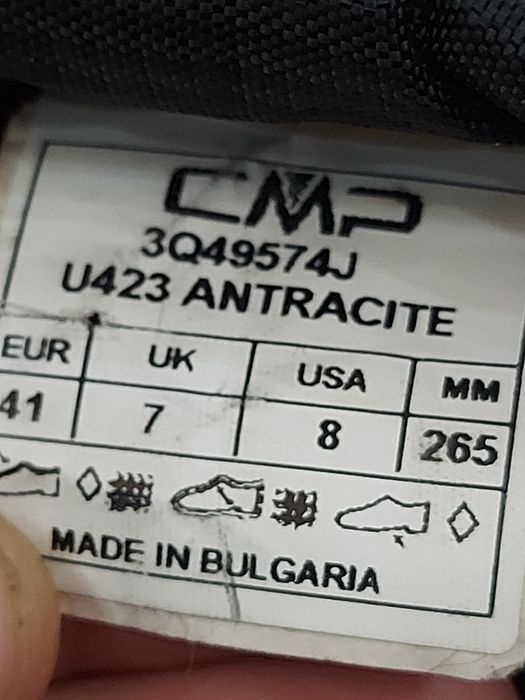 CMP
3Q49574J
U423 ANTRACITE
EUR UK USA MM
41 7 8 265
MADE IN BULGARIA